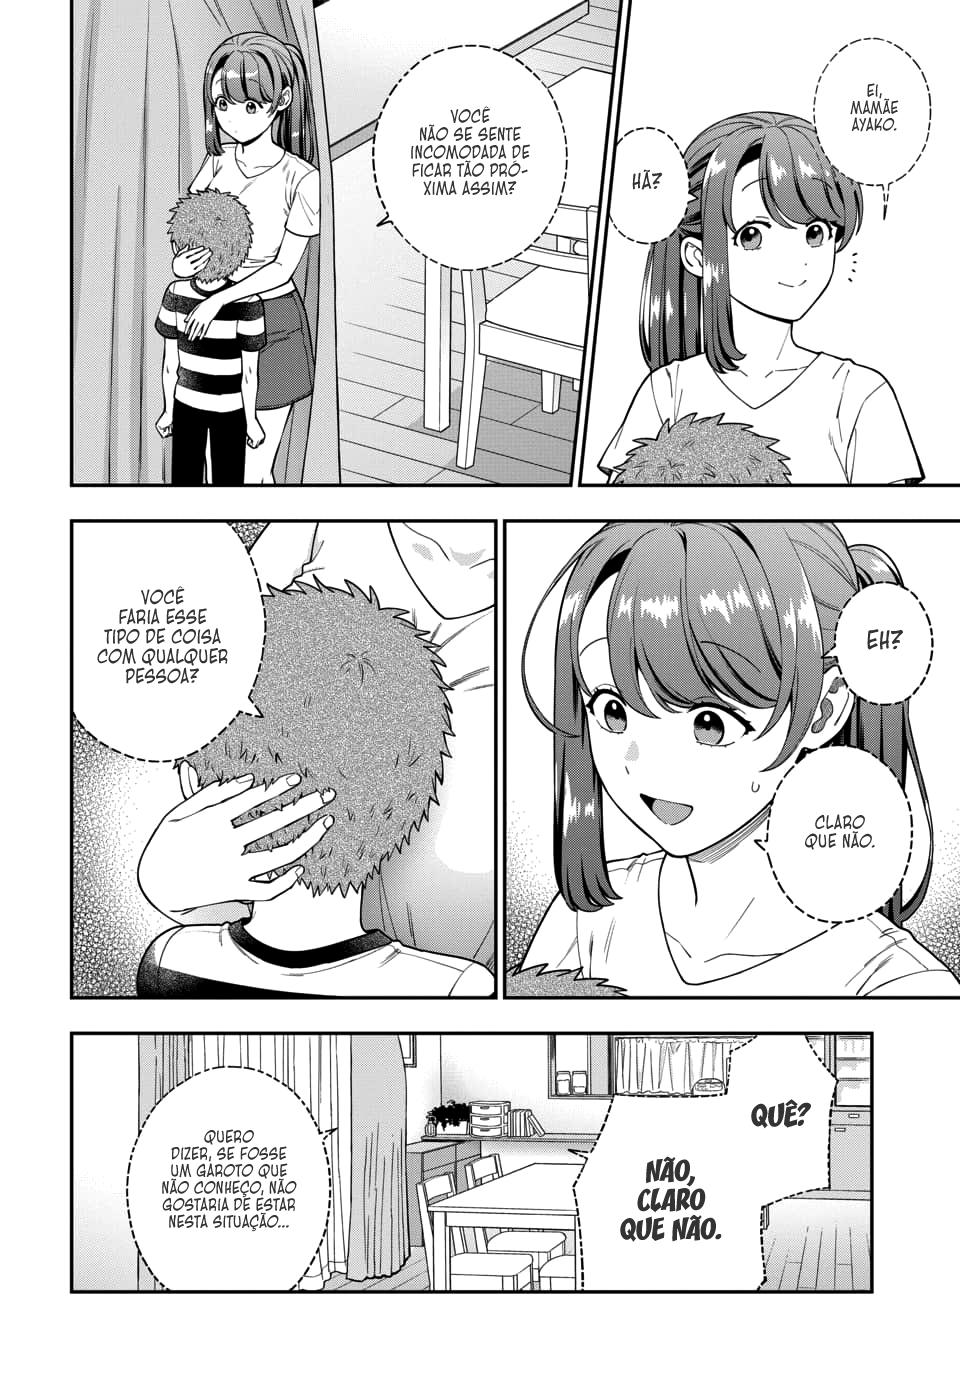 EI,
MAMÃE
AYAKO.
HÃ?
VOCÊ
NÃO SE SENTE
INCOMODADA DE
FICAR TÃO PRÓ-
XIMA ASSIM?
EH?
CLARO
QUE NÃO.
VOCÊ
FARIA ESSE
TIPO DE COISA
COM QUALQUER
PESSOA?
QUÊ?
NÃO,
CLARO
QUE NÃO.
QUERO
DIZER, SE FOSSE
UM GAROTO QUE
NÃO CONHEÇO, NÃO
GOSTARIA DE ESTAR
NESTA SITUAÇÃO...